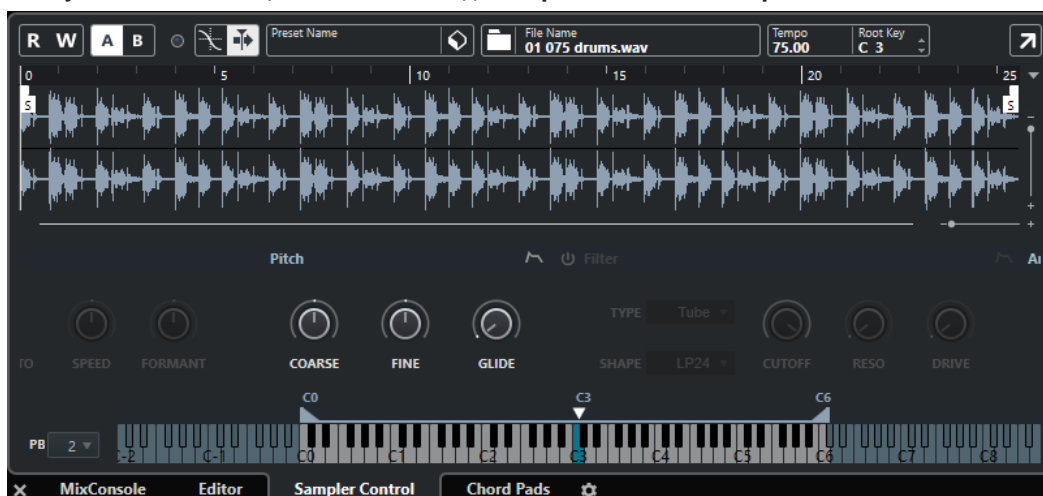 R W A B Preset Name File Name Tempo Root Key
01 075 drums.wav 75.00 C 3
0 5 10 15 20 25
S S
Pitch Filter
TYPE Tube
TO SPEED FORMANT COARSE FINE GLIDE SHAPE LP24 CUTOFF RESO DRIVE
C0 C3 C6
PB 2
C-1 C0 C1 C2 C3 C4 C5 C6 C7 C8
MixConsole Editor Sampler Control Chord Pads